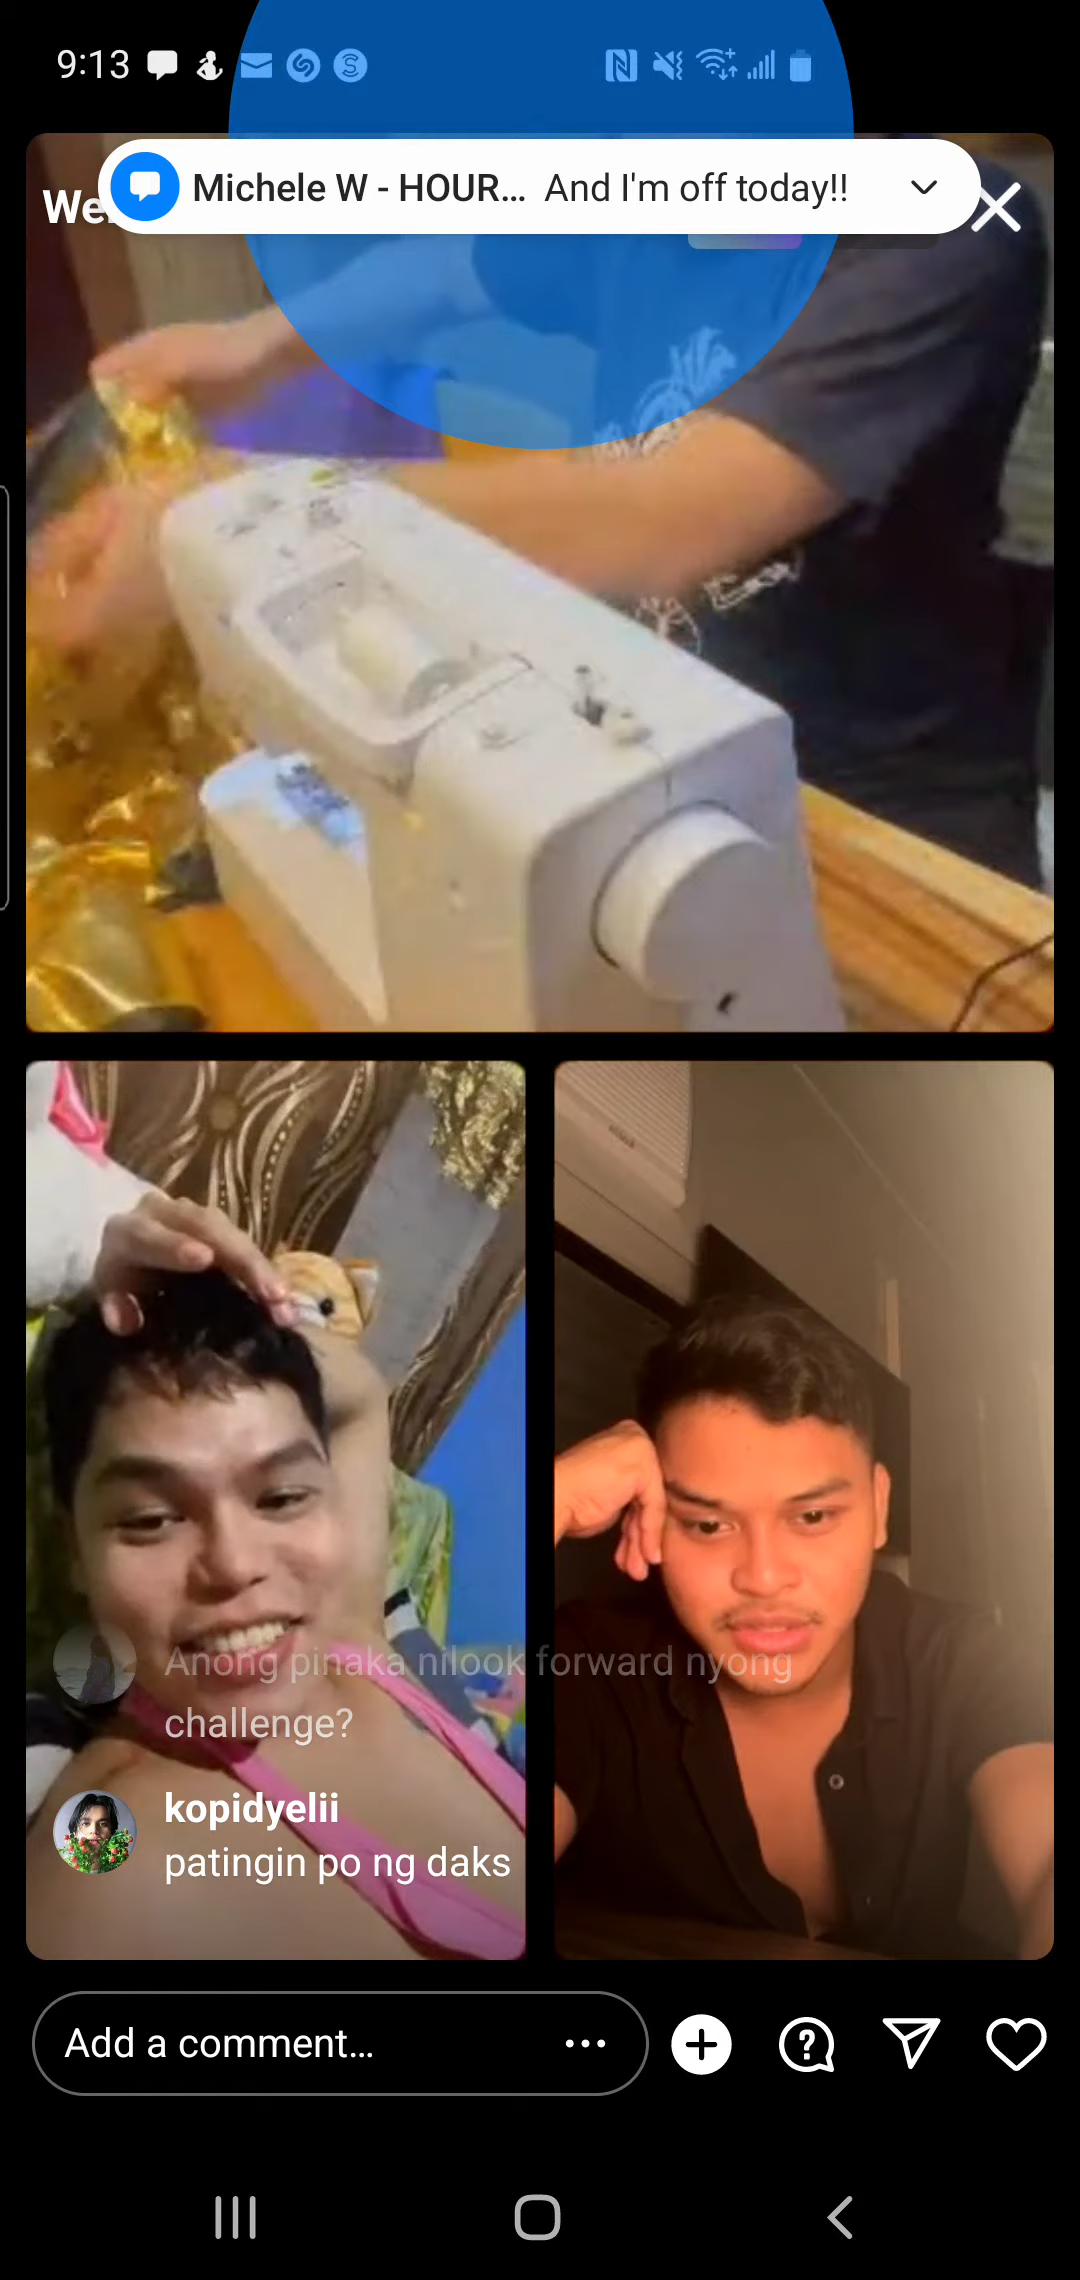 9:13
Michele W - HOUR... And I'm off today!!
We
Anong pinaka nilook forward nyong
challenge?
kopidyelii
patingin po ng daks
Add a comment...